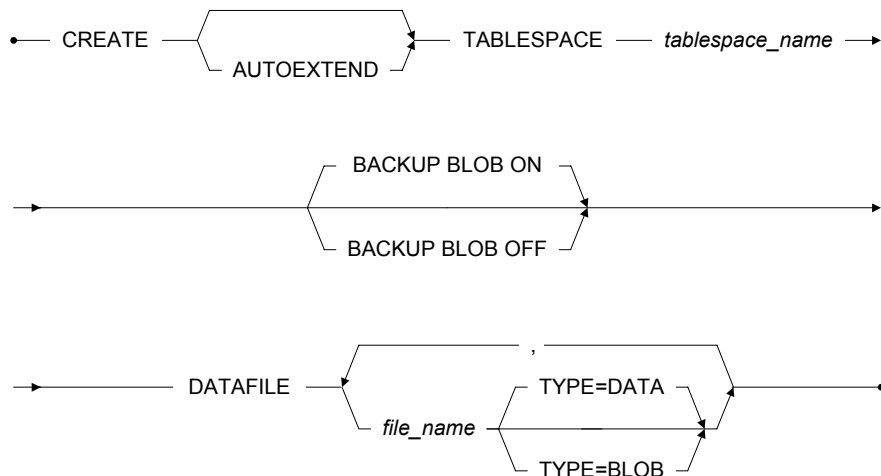 CREATE
AUTOEXTEND
TABLESPACE
tablespace_name
BACKUP BLOB ON
BACKUP BLOB OFF
DATAFILE
,
file_name
TYPE=DATA
TYPE=BLOB